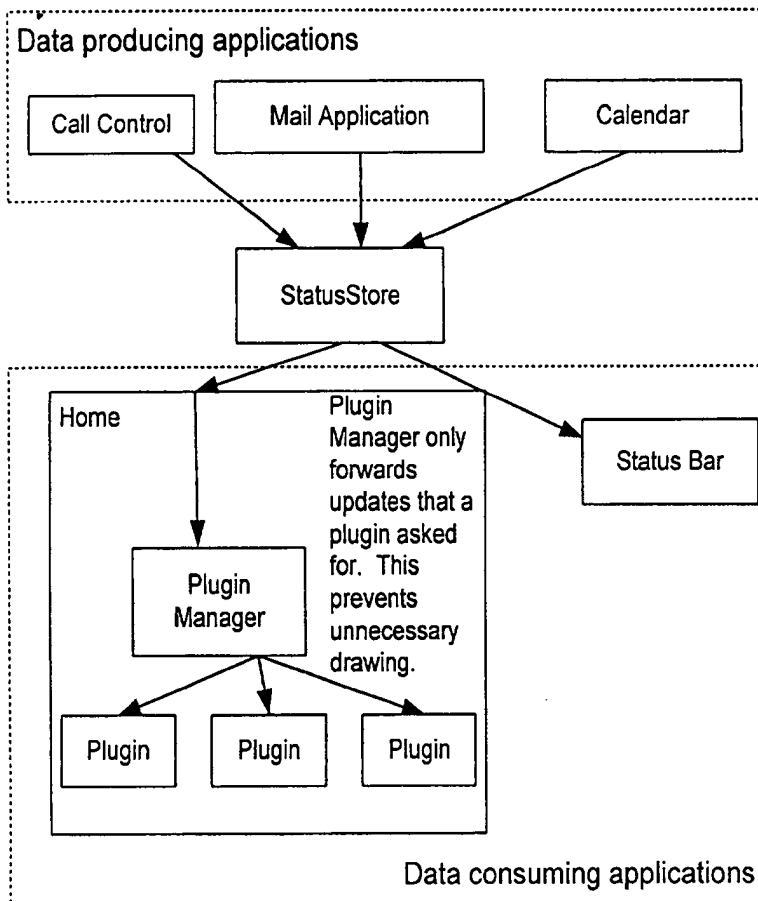 Data producing applications
Call Control
Mail Application
Calendar
StatusStore
Home
Plugin
Manager only
forwards
updates that a
plugin asked
for. This
prevents
unnecessary
drawing.
Status Bar
Plugin
Manager
Plugin
Plugin
Plugin
Data consuming applications